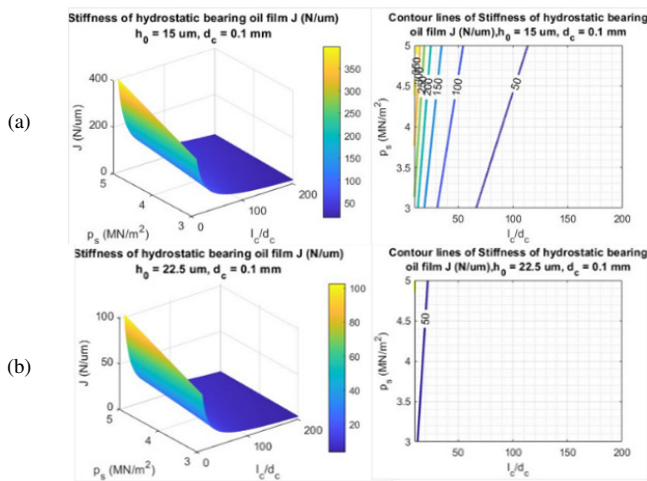 Stiffness of hydrostatic bearing oil film J (N/um)
h0 = 15 um, dc = 0.1 mm
400
200
0
J (N/um)
5
4
3
ps (MN/m²)
0
100
200
lc/dc
350
300
250
200
150
100
50
Contour lines of Stiffness of hydrostatic bearing
oil film J (N/um),h0 = 15 um, dc = 0.1 mm
5
4.5
4
3.5
3
ps (MN/m²)
250
200
150
100
50
50
100
150
200
lc/dc
(a)
Stiffness of hydrostatic bearing oil film J (N/um)
h0 = 22.5 um, dc = 0.1 mm
100
50
0
J (N/um)
5
4
3
ps (MN/m²)
0
100
200
lc/dc
100
80
60
40
20
Contour lines of Stiffness of hydrostatic bearing
oil film J (N/um),h0 = 22.5 um, dc = 0.1 mm
5
4.5
4
3.5
3
ps (MN/m²)
50
50
100
150
200
lc/dc
(b)